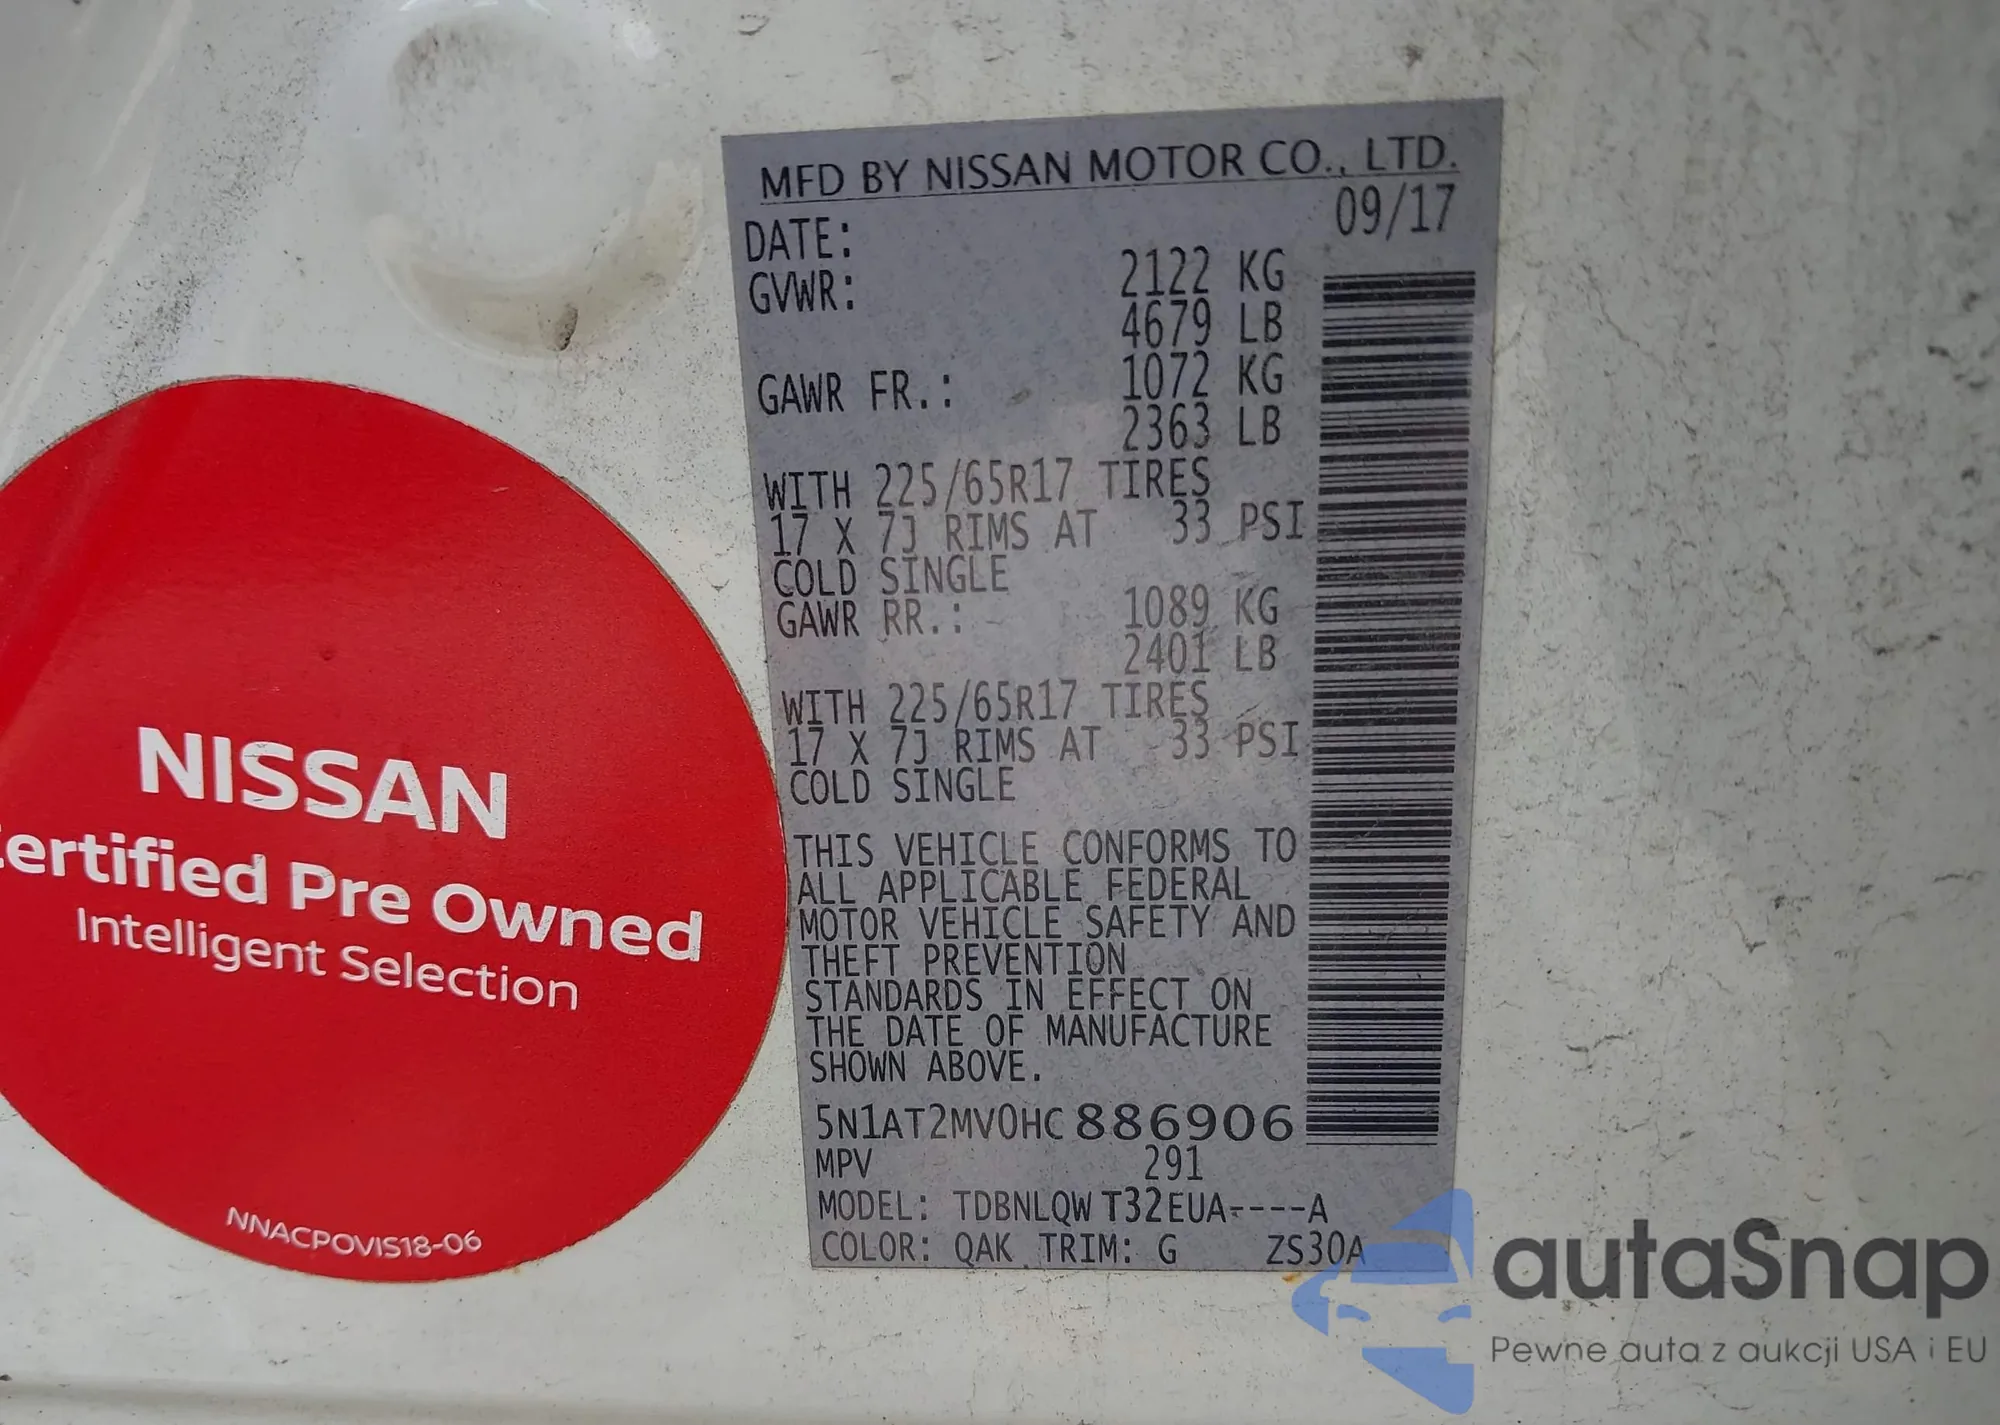 MFD BY NISSAN MOTOR CO., LTD.
DATE: 09/17
GVWR: 2122 KG
4679 LB
GAWR FR.: 1072 KG
2363 LB
WITH 225/65R17 TIRES
17 X 7J RIMS AT 33 PSI
COLD SINGLE
GAWR RR.: 1089 KG
2401 LB
WITH 225/65R17 TIRES
17 X 7J RIMS AT 33 PSI
COLD SINGLE
THIS VEHICLE CONFORMS TO
ALL APPLICABLE FEDERAL
MOTOR VEHICLE SAFETY AND
THEFT PREVENTION
STANDARDS IN EFFECT ON
THE DATE OF MANUFACTURE
SHOWN ABOVE.
5N1AT2MV0HC886906
MPV 291
MODEL: TDBNLQW T32EUA----A
COLOR: QAK TRIM: G ZS30A
NISSAN
ertified Pre Owned
Intelligent Selection
NNACPOVIS18-06
autaSnap
Pewne auta z aukcji USA i EU